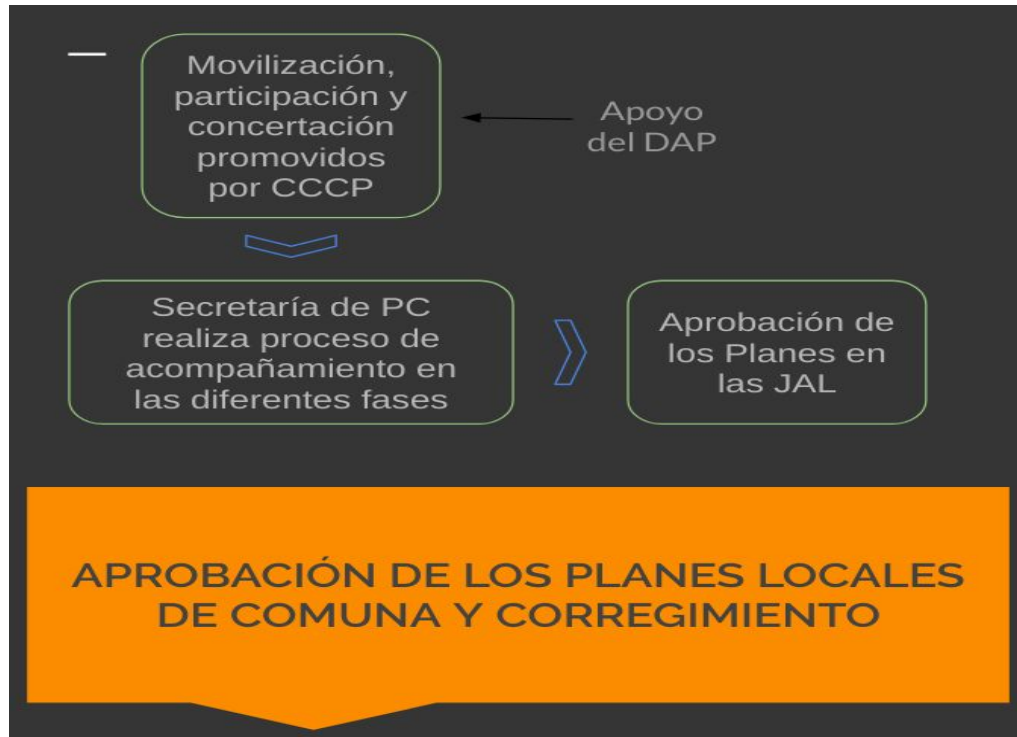 Movilización,
participación y
concertación
promovidos
por CCCP
Apoyo
del DAP
Secretaría de PC
realiza proceso de
acompañamiento en
las diferentes fases
Aprobación de
los Planes en
las JAL
APROBACIÓN DE LOS PLANES LOCALES
DE COMUNA Y CORREGIMIENTO